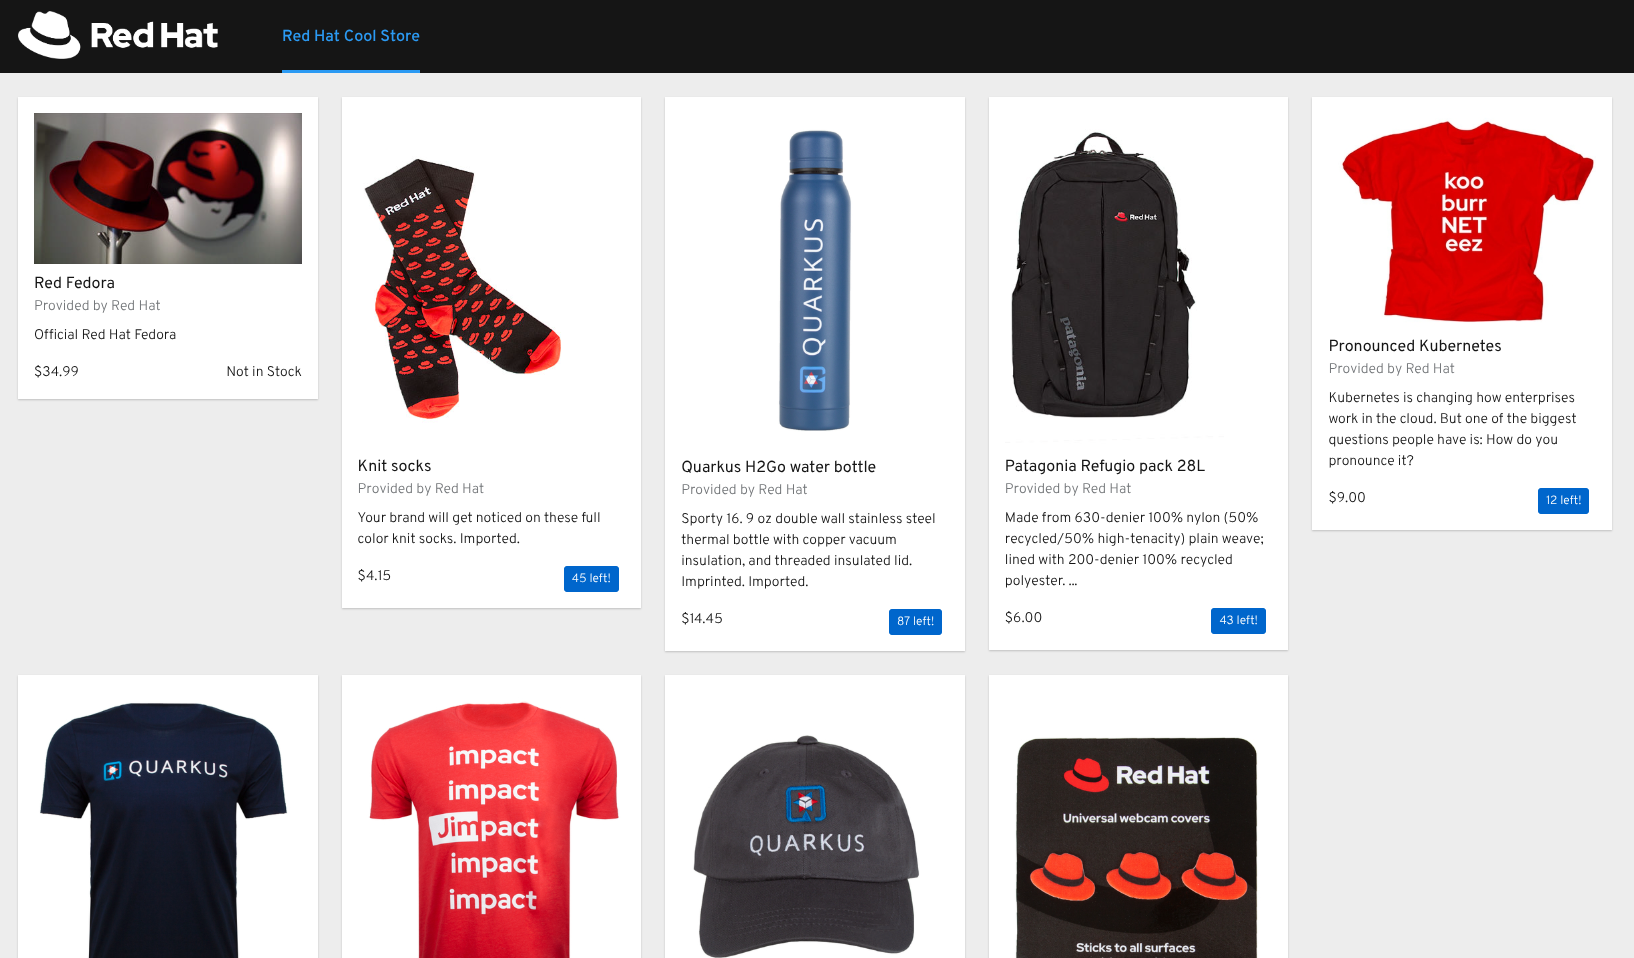 Red Hat
Red Hat Cool Store
Red Fedora
Provided by Red Hat
Official Red Hat Fedora
$34.99
Not in Stock
Red Hat
Knit socks
Provided by Red Hat
Your brand will get noticed on these full
color knit socks. Imported.
$4.15
45 left!
QUARKUS
Quarkus H2Go water bottle
Provided by Red Hat
Sporty 16. 9 oz double wall stainless steel
thermal bottle with copper vacuum
insulation, and threaded insulated lid.
Imprinted. Imported.
$14.45
87 left!
Red Hat
patagonia
Patagonia Refugio pack 28L
Provided by Red Hat
Made from 630-denier 100% nylon (50%
recycled/50% high-tenacity) plain weave;
lined with 200-denier 100% recycled
polyester. ...
$6.00
43 left!
koo
burr
NET
eez
Pronounced Kubernetes
Provided by Red Hat
Kubernetes is changing how enterprises
work in the cloud. But one of the biggest
questions people have is: How do you
pronounce it?
$9.00
12 left!
QUARKUS
impact
impact
Jimpact
impact
impact
QUARKUS
Red Hat
Universal webcam covers
Sticks to all surfaces